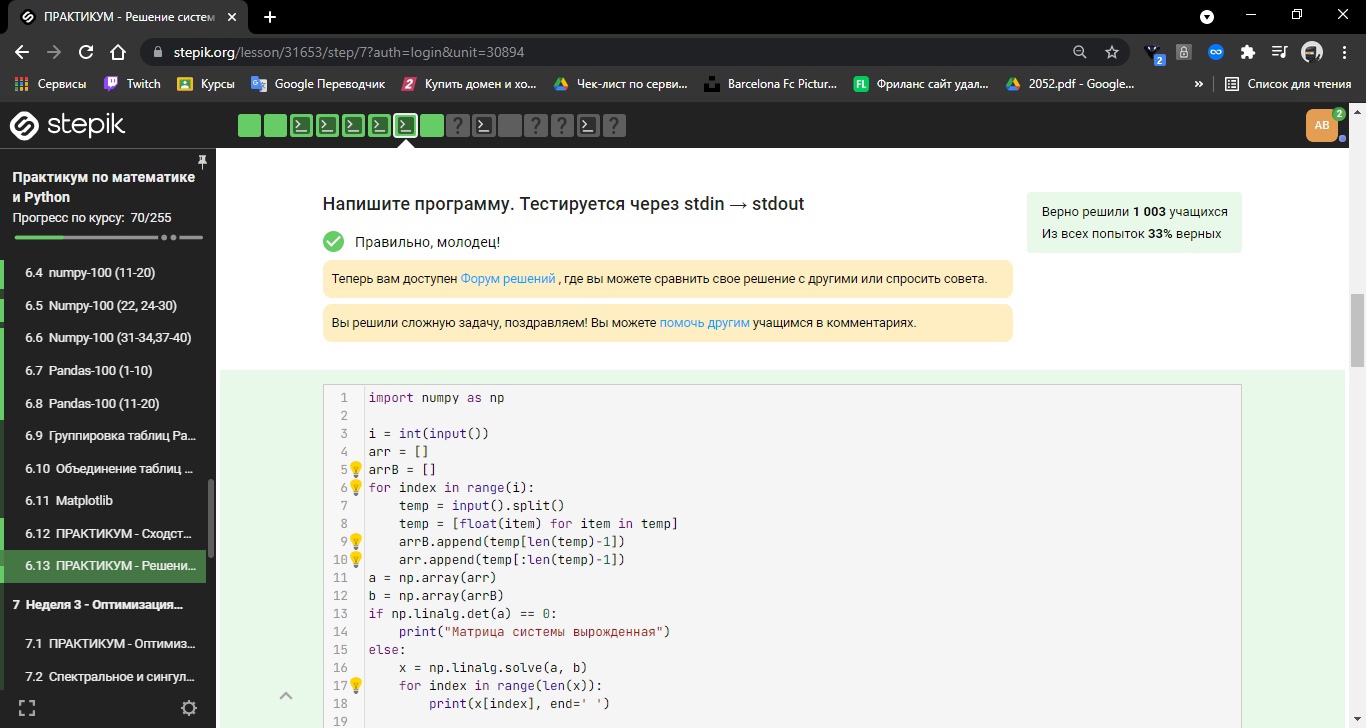 ПРАКТИКУМ - Решение систем
stepik.org/lesson/31653/step/7?auth=login&unit=30894
2
Сервисы
Twitch
Курсы
Google Переводчик
Купить домен и хо...
Чек-лист по серви...
Barcelona Fc Pictur...
FL
Фриланс сайт удал...
2052.pdf - Google...
»
Список для чтения
stepik
? ? ? ?
АВ
2
Практикум по математике
и Python
Прогресс по курсу: 70/255
6.4 numpy-100 (11-20)
6.5 Numpy-100 (22, 24-30)
6.6 Numpy-100 (31-34,37-40)
6.7 Pandas-100 (1-10)
6.8 Pandas-100 (11-20)
6.9 Группировка таблиц Pa...
6.10 Объединение таблиц ...
6.11 Matplotlib
6.12 ПРАКТИКУМ - Сходст...
6.13 ПРАКТИКУМ - Решени...
7 Неделя 3 - Оптимизация...
7.1 ПРАКТИКУМ - Оптимиз...
7.2 Спектральное и сингул...
Напишите программу. Тестируется через stdin → stdout
Правильно, молодец!
Теперь вам доступен Форум решений , где вы можете сравнить свое решение с другими или спросить совета.
Вы решили сложную задачу, поздравляем! Вы можете помочь другим учащимся в комментариях.
Верно решили 1 003 учащихся
Из всех попыток 33% верных
1 import numpy as np
2
3 i = int(input())
4 arr = []
5 arrB = []
6 for index in range(i):
7     temp = input().split()
8     temp = [float(item) for item in temp]
9     arrB.append(temp[len(temp)-1])
10     arr.append(temp[:len(temp)-1])
11 a = np.array(arr)
12 b = np.array(arrB)
13 if np.linalg.det(a) == 0:
14     print("Матрица системы вырожденная")
15 else:
16     x = np.linalg.solve(a, b)
17     for index in range(len(x)):
18         print(x[index], end=' ')
19